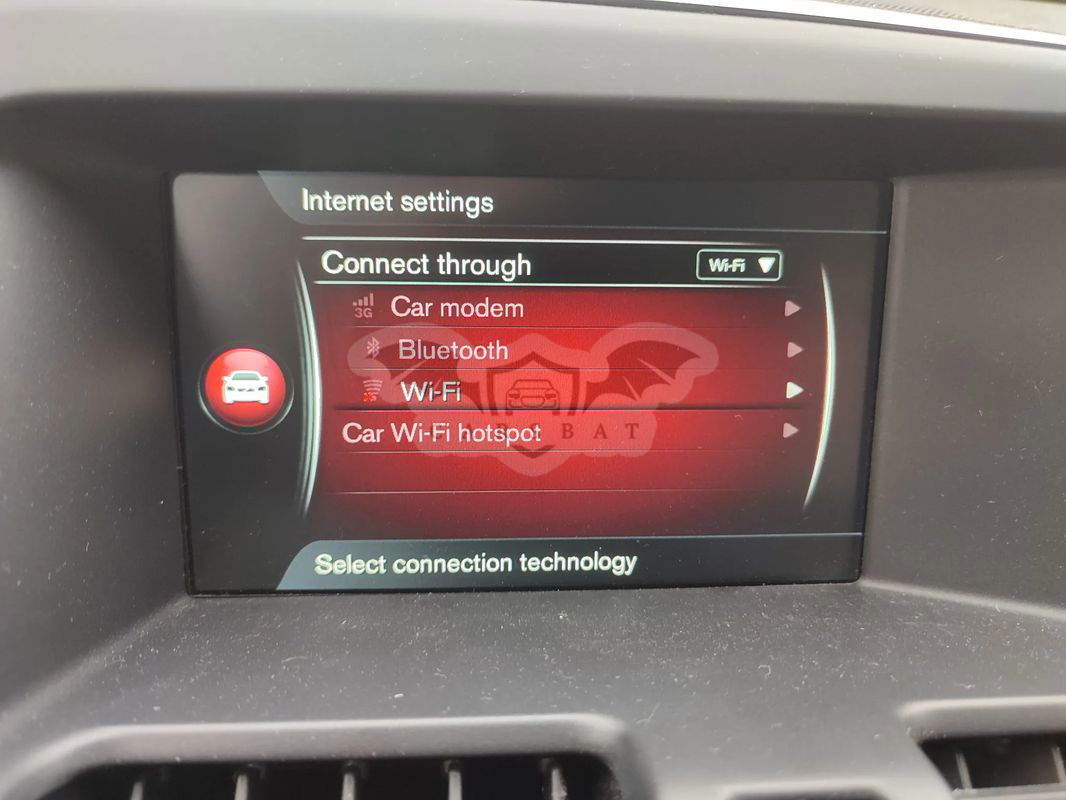 Internet settings
Connect through Wi-Fi
3G Car modem
Bluetooth
Wi-Fi
Car Wi-Fi hotspot
CARSBAT
Select connection technology